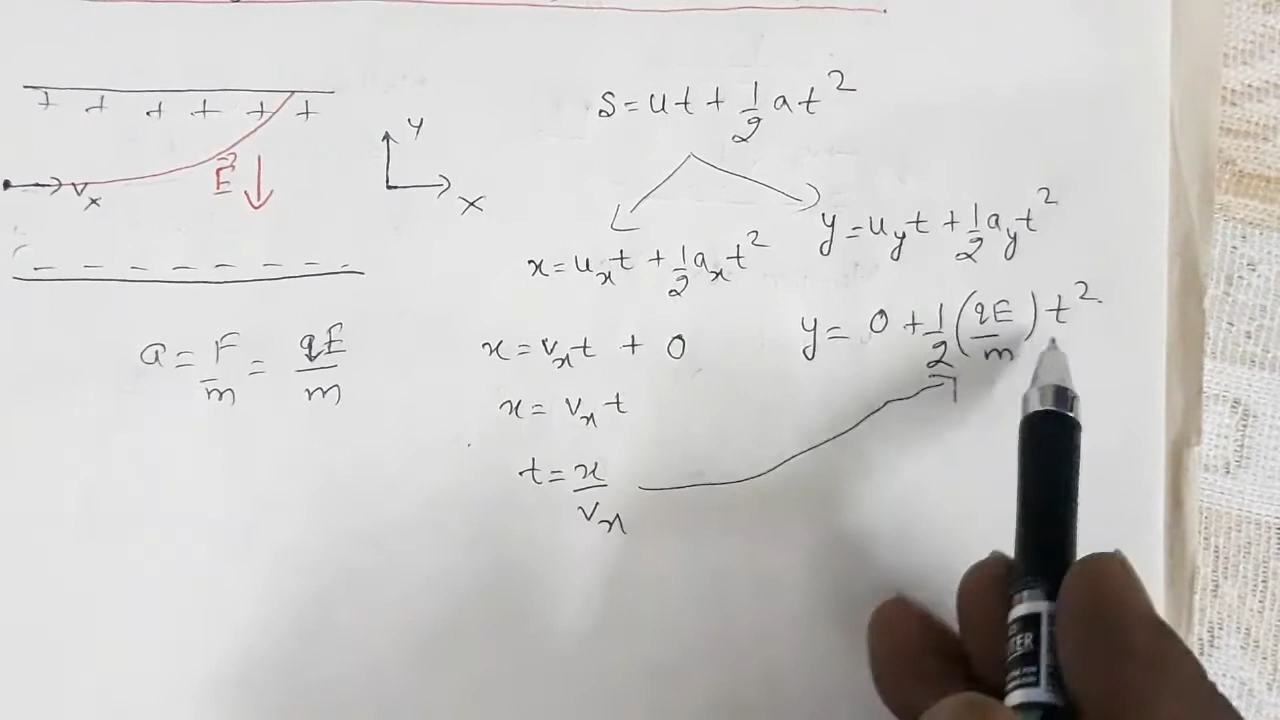 + + + + + +
E⃗ ↓
v_x
y
x
- - - - - - -
a = F/m = qE/m
s = ut + 1/2 at²
x = u_x t + 1/2 a_x t²
x = v_x t + 0
x = v_x t
t = x/v_x
y = u_y t + 1/2 a_y t²
y = 0 + 1/2 (qE/m) t²